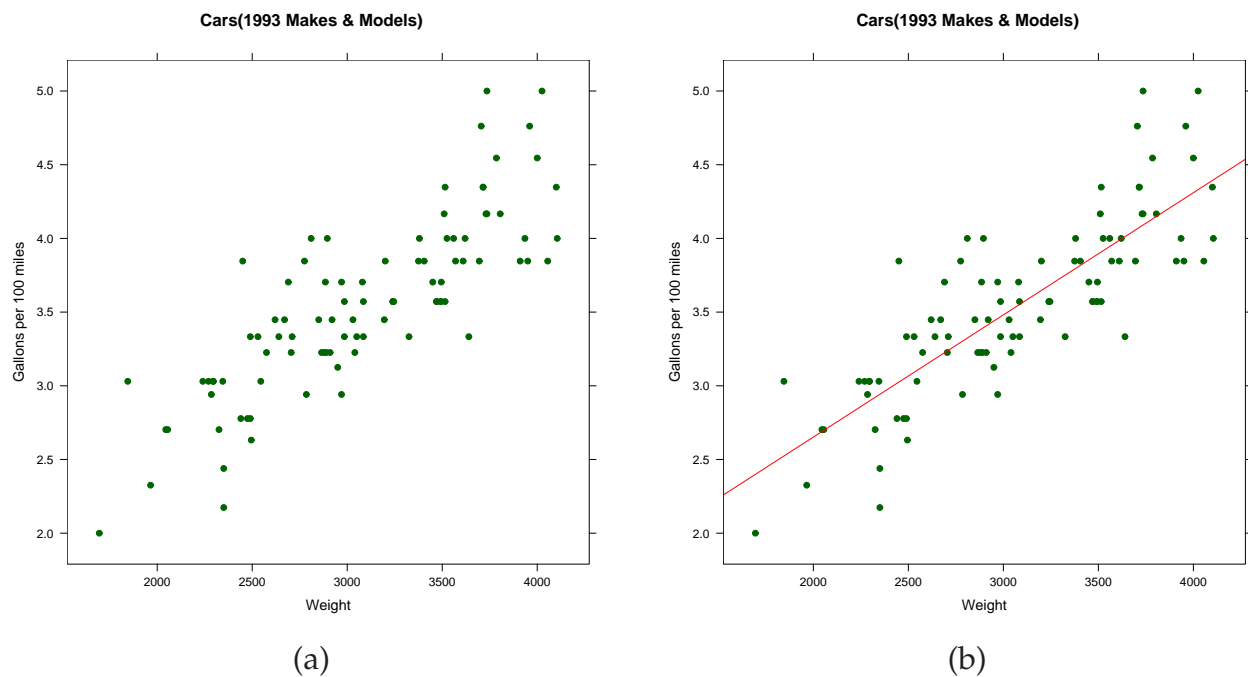 Cars(1993 Makes & Models)
5.0
4.5
4.0
3.5
3.0
2.5
2.0
Gallons per 100 miles
2000 2500 3000 3500 4000
Weight
(a)
Cars(1993 Makes & Models)
5.0
4.5
4.0
3.5
3.0
2.5
2.0
Gallons per 100 miles
2000 2500 3000 3500 4000
Weight
(b)